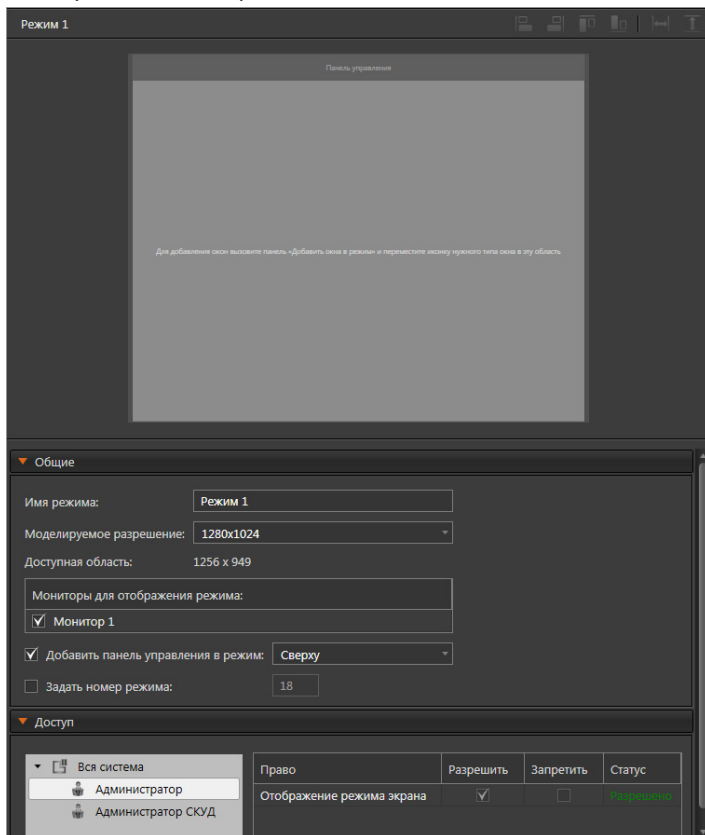 Режим 1
Панель управления
Для добавления окон вызовите панель «Добавить окна в режим» и переместите иконку нужного типа окна в эту область
Общие
Имя режима: Режим 1
Моделируемое разрешение: 1280x1024
Доступная область: 1256 x 949
Мониторы для отображения режима:
Монитор 1
Добавить панель управления в режим: Сверху
Задать номер режима: 18
Доступ
Вся система
Администратор
Администратор СКУД
Право Разрешить Запретить Статус
Отображение режима экрана Разрешено